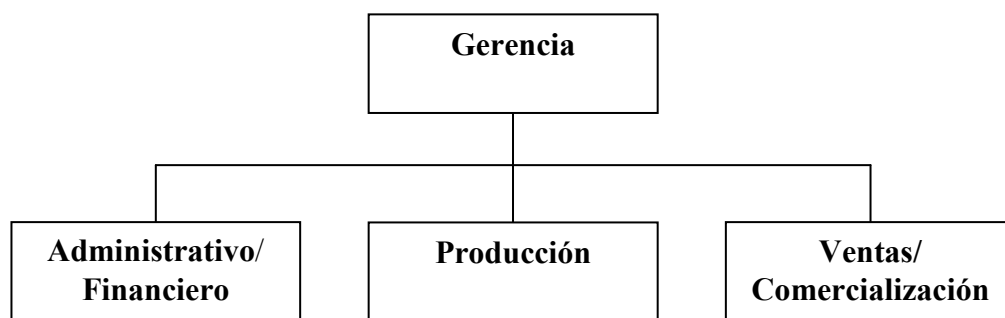 Gerencia
Administrativo/
Financiero
Producción
Ventas/
Comercialización